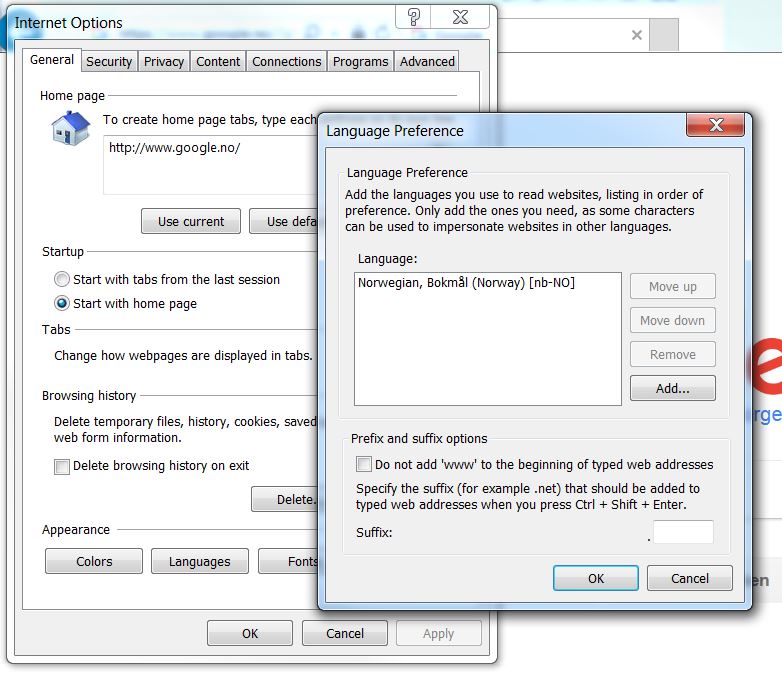 Internet Options
General
Security
Privacy
Content
Connections
Programs
Advanced
Home page
To create home page tabs, type each
http://www.google.no/
Use current
Use defa
Startup
Start with tabs from the last session
Start with home page
Tabs
Change how webpages are displayed in tabs.
Browsing history
Delete temporary files, history, cookies, saved
web form information.
Delete browsing history on exit
Delete.
Appearance
Colors
Languages
Fonts
OK
Cancel
Apply
Language Preference
Language Preference
Add the languages you use to read websites, listing in order of
preference. Only add the ones you need, as some characters
can be used to impersonate websites in other languages.
Language:
Norwegian, Bokmål (Norway) [nb-NO]
Move up
Move down
Remove
Add...
Prefix and suffix options
Do not add 'www' to the beginning of typed web addresses
Specify the suffix (for example .net) that should be added to
typed web addresses when you press Ctrl + Shift + Enter.
Suffix:
.
OK
Cancel
e
rge
en